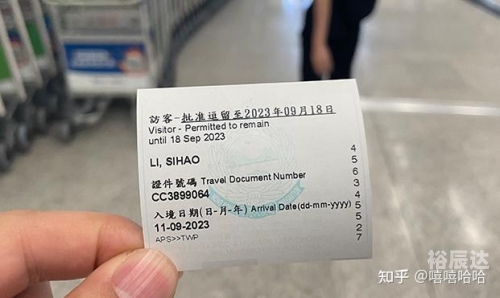 訪客-批准逗留至2023年09月18日
Visitor - Permitted to remain
until 18 Sep 2023
LI, SIHAO
證件號碼 Travel Document Number
CC3899064
入境日期(日-月-年) Arrival Date(dd-mm-yyyy)
11-09-2023
APS>>TWP
4
5
6
3
4
5
5
2
7
裕辰达
知乎 @嘻嘻哈哈